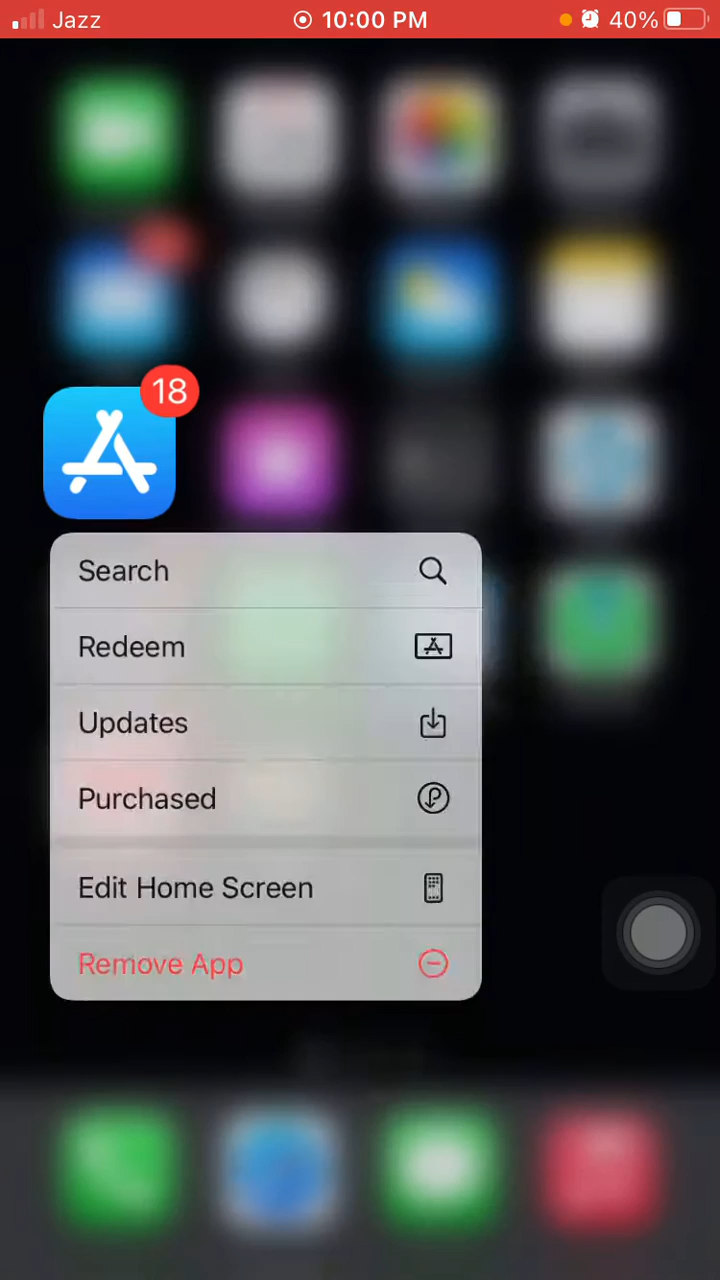 Jazz 10:00 PM 40%
18
Search
Redeem
Updates
Purchased
Edit Home Screen
Remove App